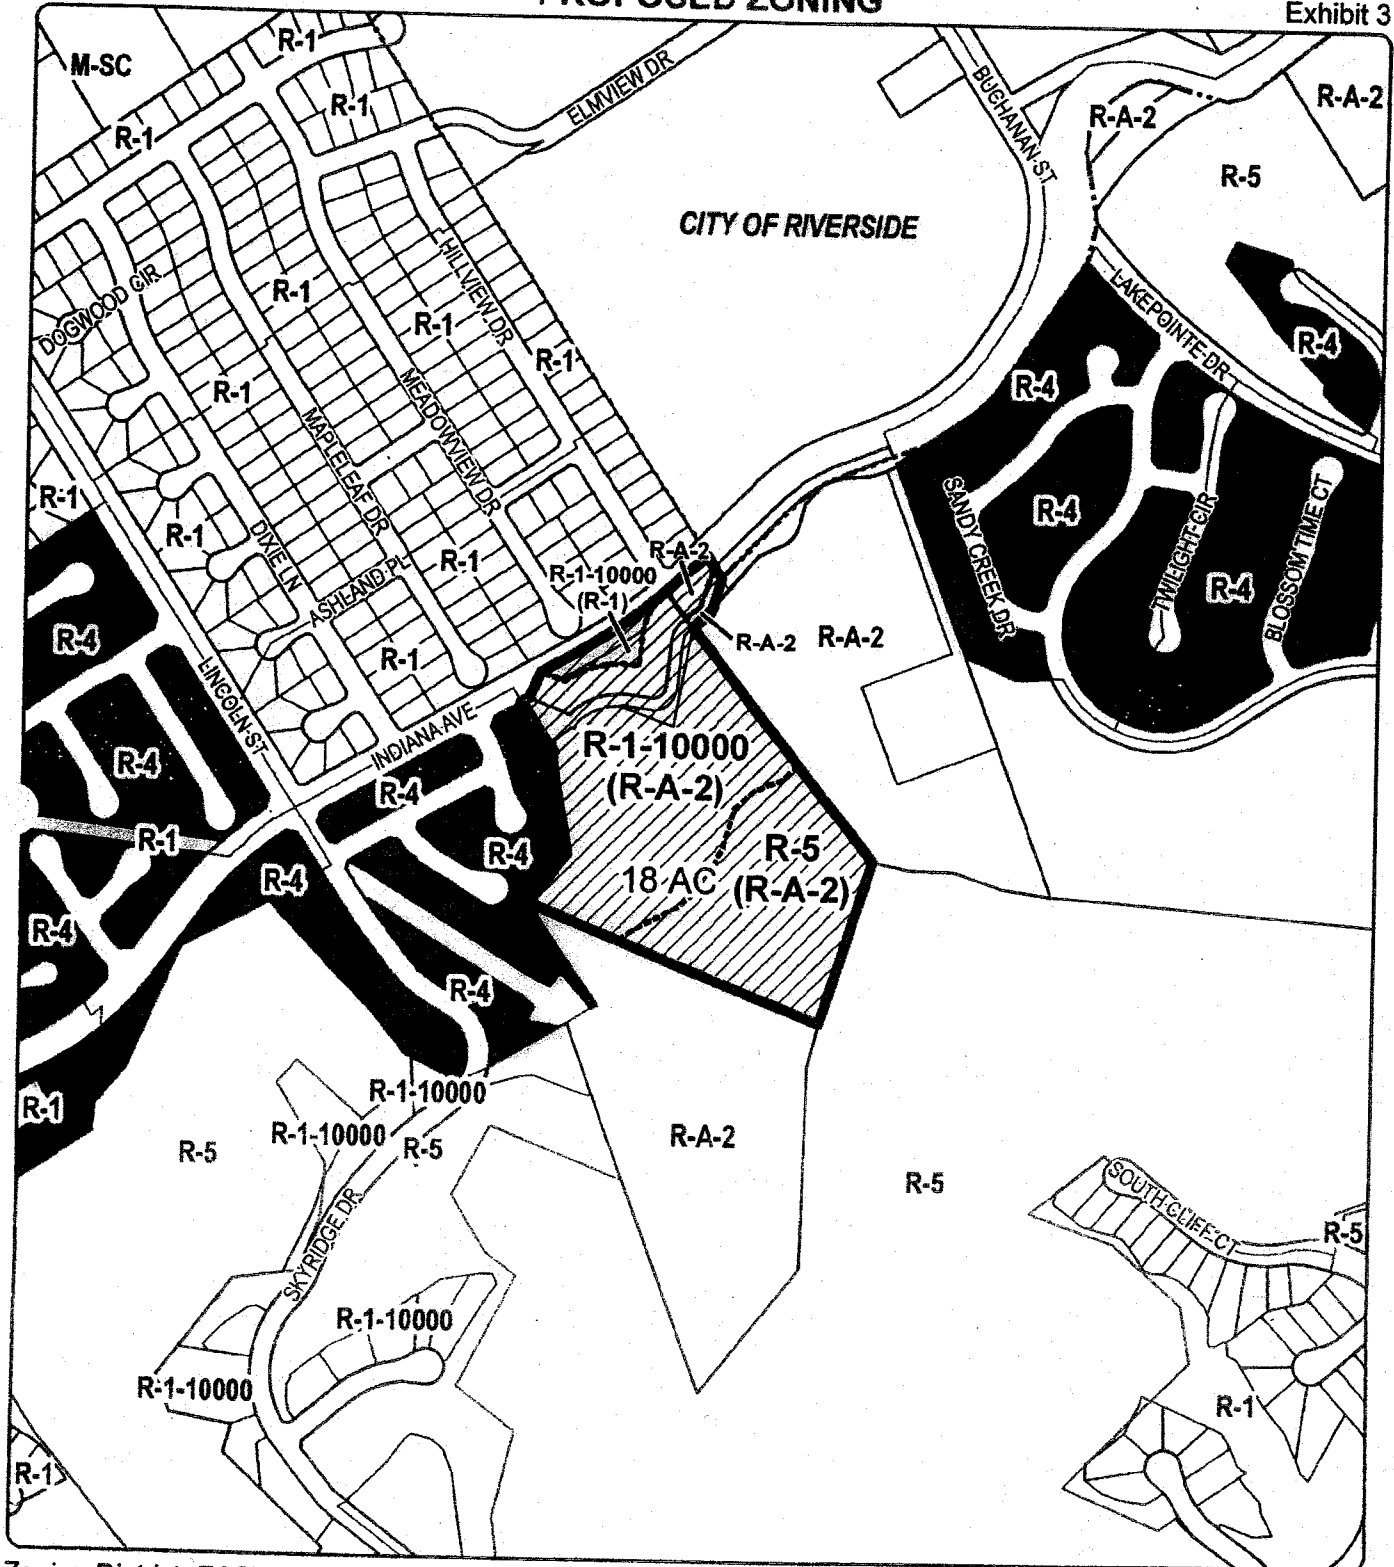 PROPOSED ZONING
Exhibit 3
M-SC
R-1
R-1
R-1
ELMVIEW DR
BUCHANAN ST
R-A-2
R-A-2
R-5
CITY OF RIVERSIDE
DOGWOOD CIR
R-1
HILLVIEW DR
R-1
R-1
LAKEPOINTE DR
R-4
R-1
MEADOWVIEW DR
MAPLELEAF DR
R-4
R-1
R-1
DIXIE LN
ASHLAND PL
R-1
R-1-10000
(R-1)
R-A-2
R-A-2
R-A-2
SANDY CREEK DR
R-4
TWILIGHT CIR
R-4
BLOSSOM TIME CT
R-4
LINCOLN ST
R-1
INDIANA AVE
R-4
R-4
R-1
R-4
R-4
R-1-10000
(R-A-2)
R-5
(R-A-2)
18 AC
R-4
R-4
R-1
R-1-10000
R-1-10000
R-5
R-5
R-A-2
R-5
SKYRIDGE DR
SOUTH CLIFF CT
R-5
R-1-10000
R-1-10000
R-1
R-1